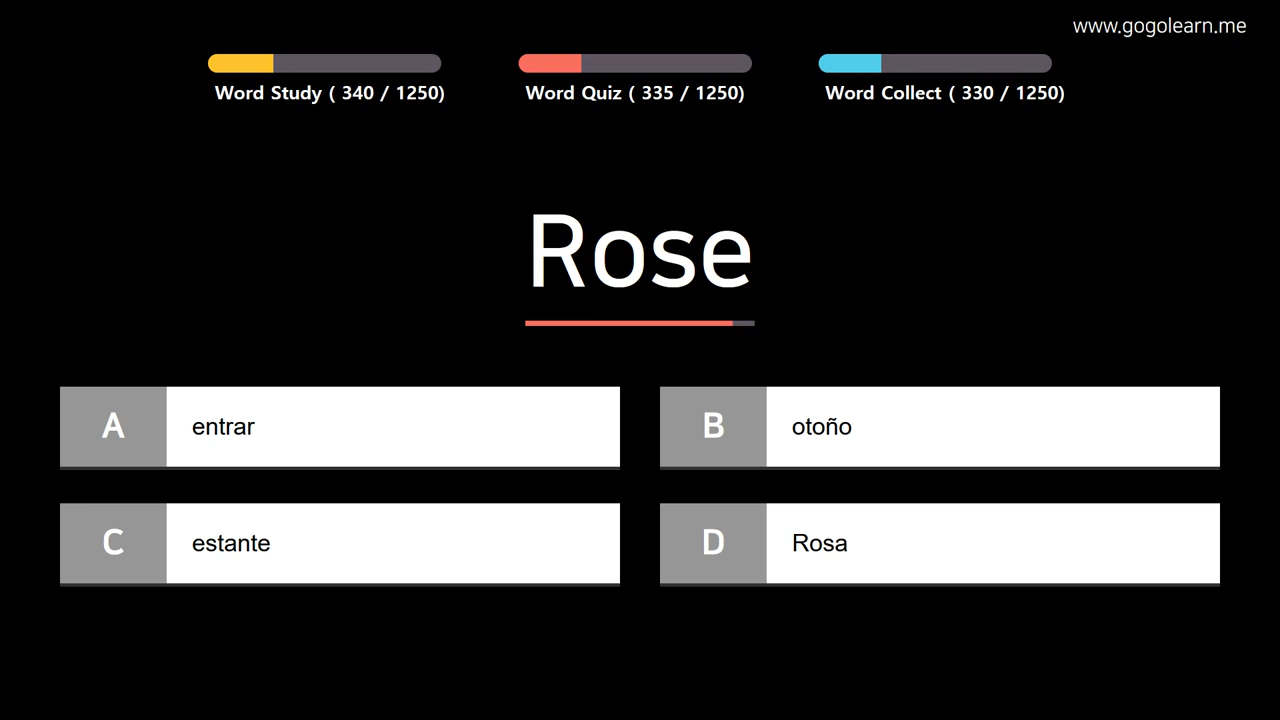 www.gogolearn.me
Word Study ( 340 / 1250)
Word Quiz ( 335 / 1250)
Word Collect ( 330 / 1250)
Rose
A
entrar
B
otoño
C
estante
D
Rosa